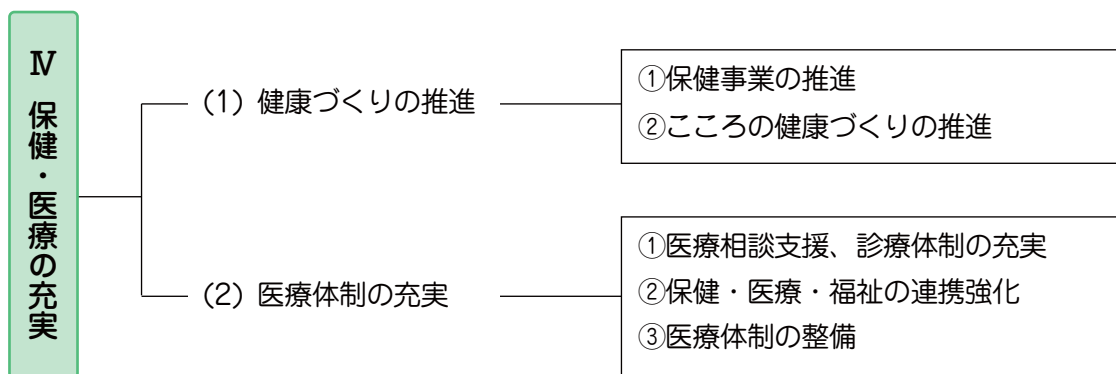 Ⅳ 保健・医療の充実
(1) 健康づくりの推進
①保健事業の推進
②こころの健康づくりの推進
(2) 医療体制の充実
①医療相談支援、診療体制の充実
②保健・医療・福祉の連携強化
③医療体制の整備